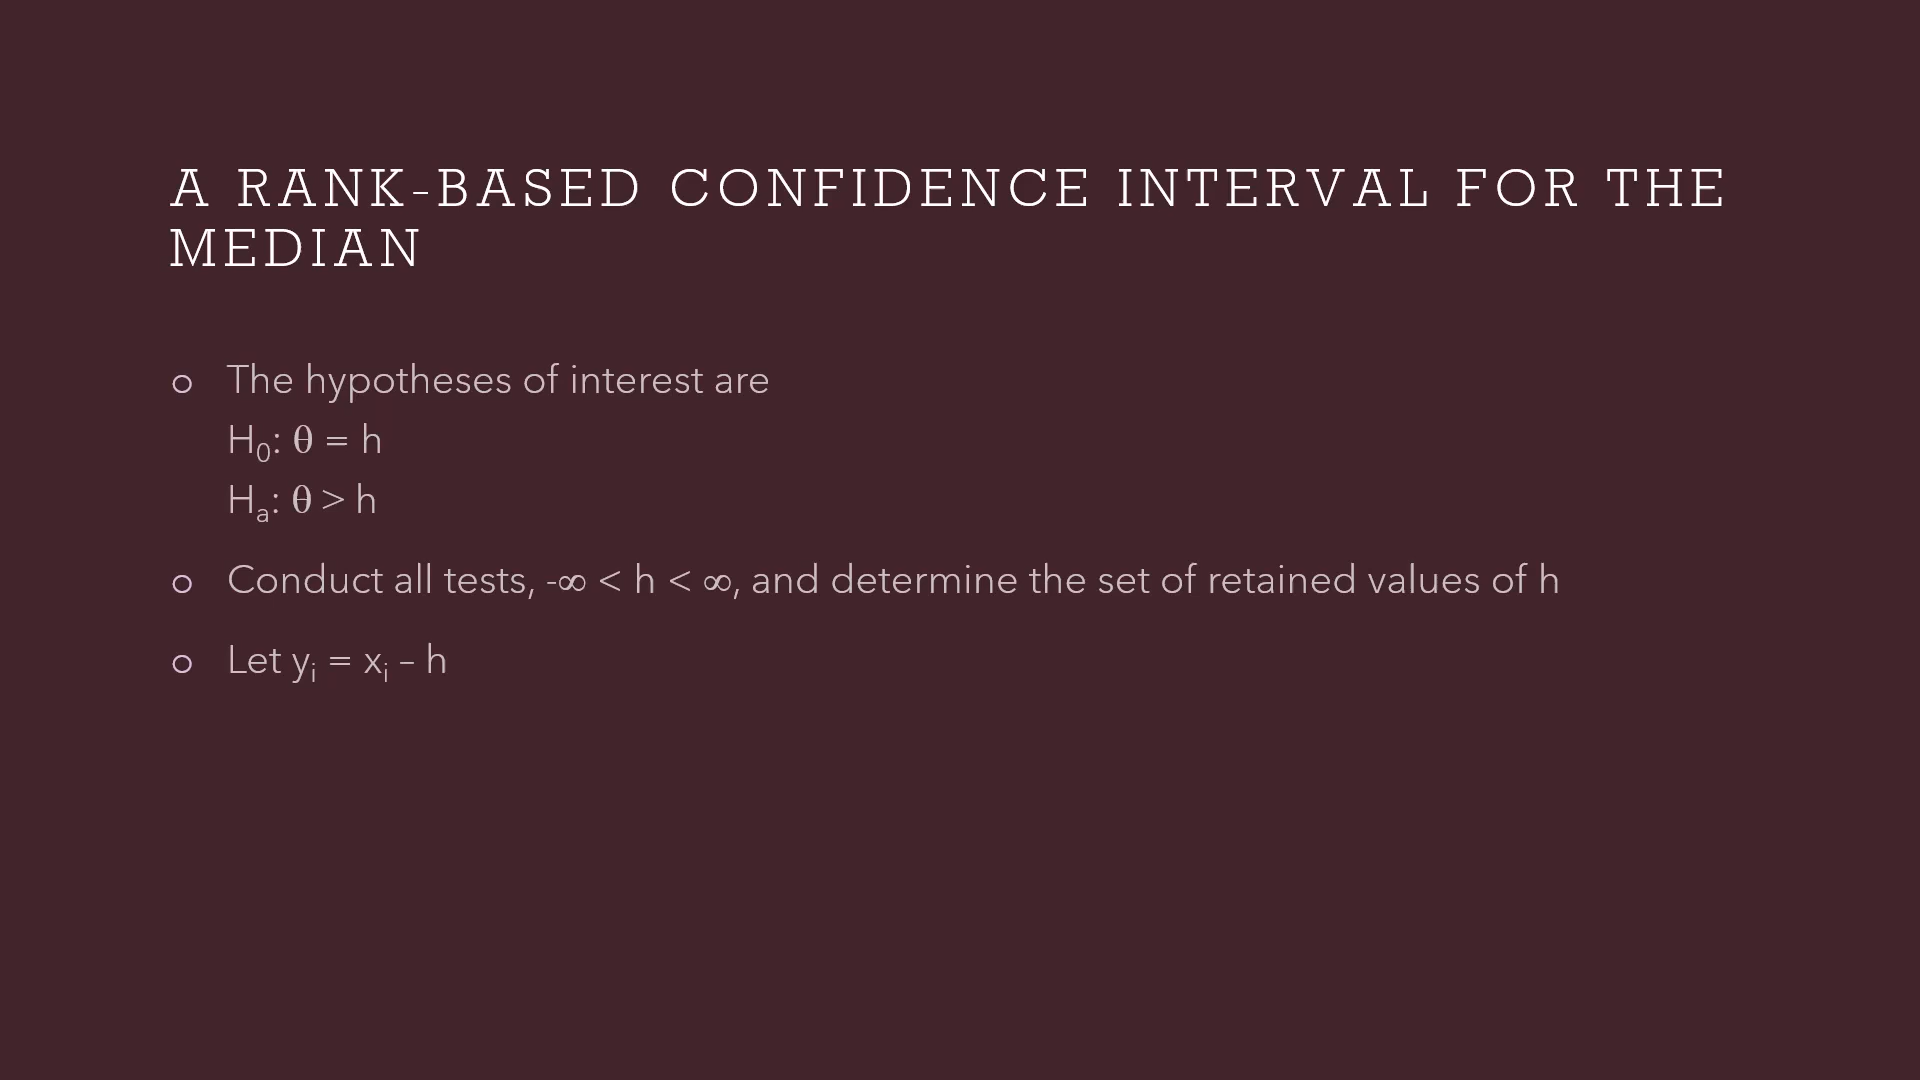 A RANK-BASED CONFIDENCE INTERVAL FOR THE
MEDIAN
o The hypotheses of interest are
H₀: θ = h
Hₐ: θ > h
o Conduct all tests, -∞ < h < ∞, and determine the set of retained values of h
o Let yᵢ = xᵢ – h